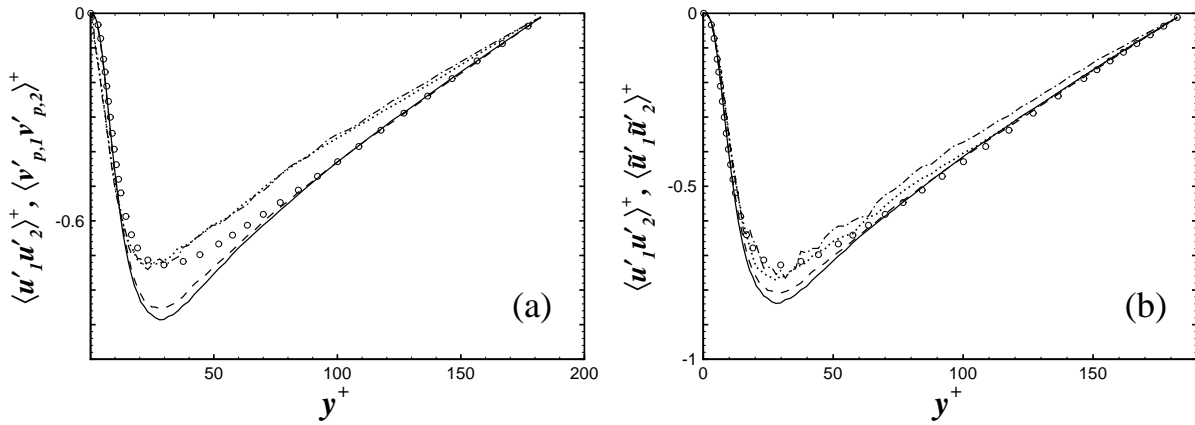 0
-0.6
50
100
150
200
y+
⟨u′1u′2⟩+, ⟨v′p,1v′p,2⟩+
(a)
0
-0.5
-1
0
50
100
150
y+
⟨u′1u′2⟩+, ⟨ũ′1ũ′2⟩+
(b)